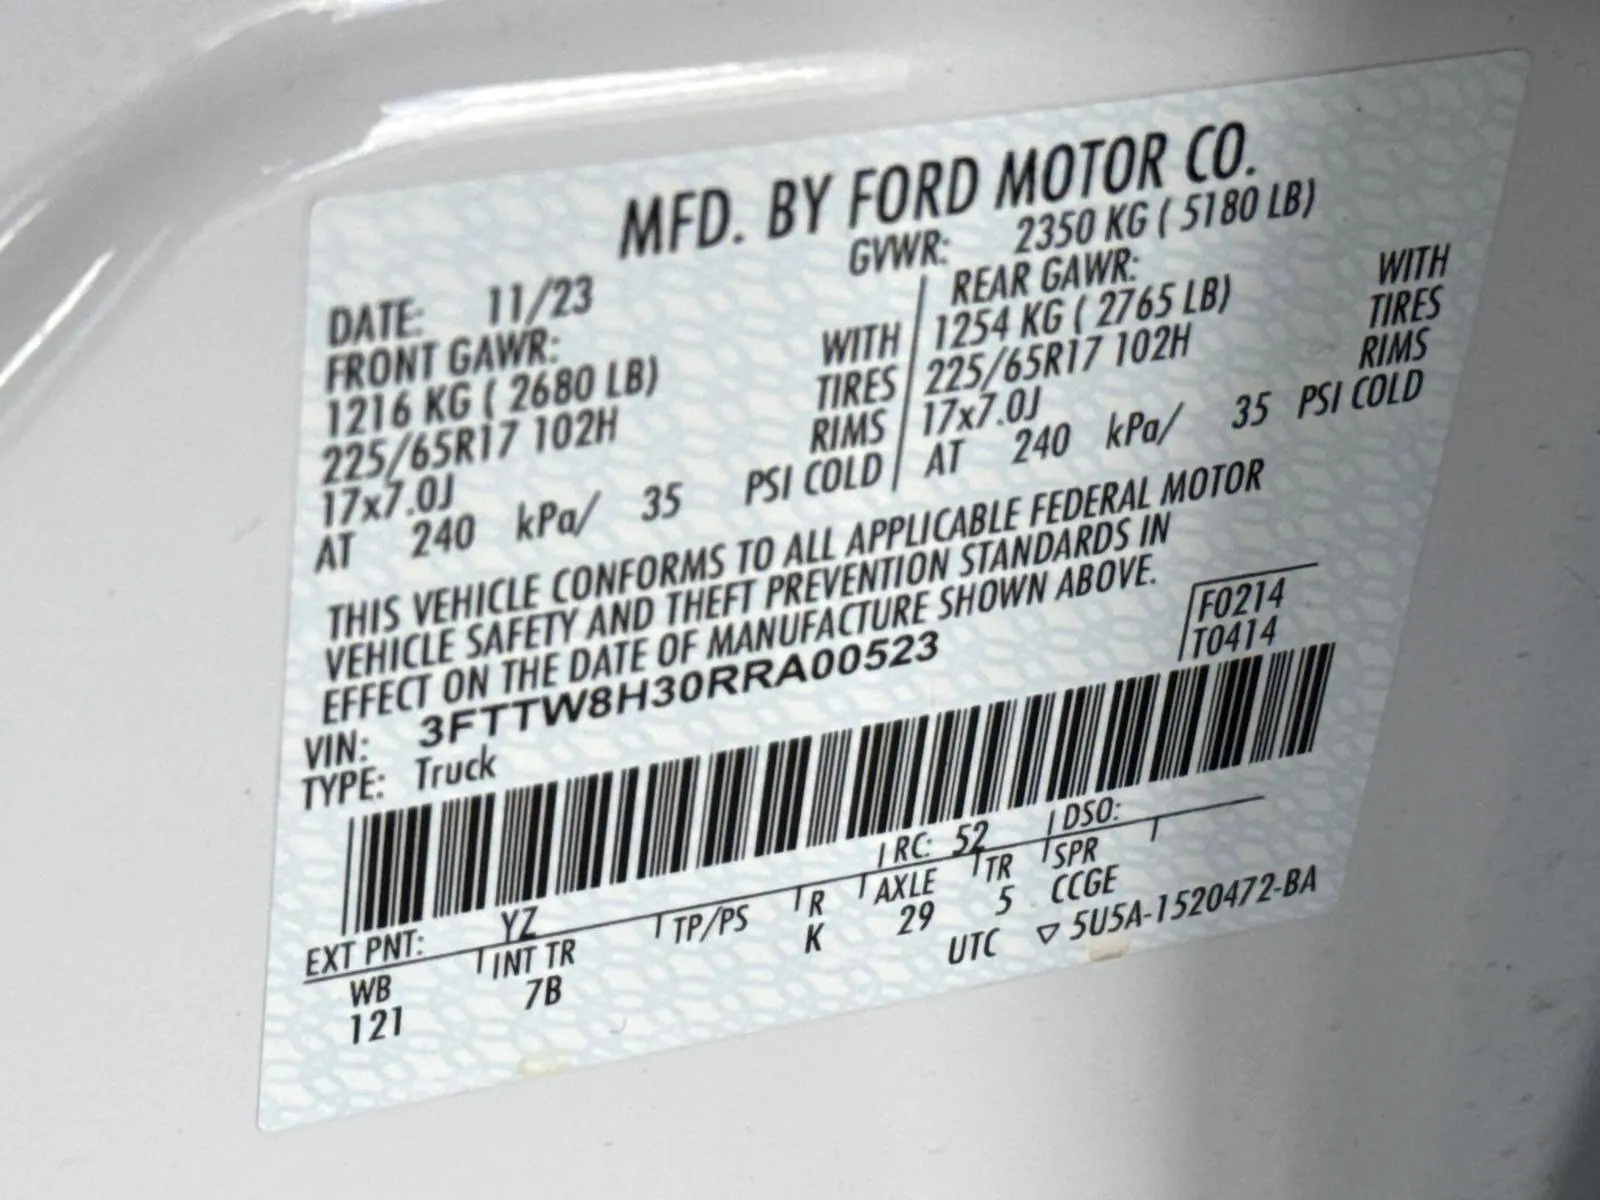 MFD. BY FORD MOTOR CO.
DATE: 11/23 GVWR: 2350 KG ( 5180 LB)
FRONT GAWR: REAR GAWR:
1216 KG ( 2680 LB) WITH 1254 KG ( 2765 LB) WITH
225/65R17 102H TIRES 225/65R17 102H TIRES
17x7.0J RIMS 17x7.0J RIMS
AT 240 kPa/ 35 PSI COLD AT 240 kPa/ 35 PSI COLD
THIS VEHICLE CONFORMS TO ALL APPLICABLE FEDERAL MOTOR
VEHICLE SAFETY AND THEFT PREVENTION STANDARDS IN
EFFECT ON THE DATE OF MANUFACTURE SHOWN ABOVE.
VIN: 3FTTW8H30RRA00523 F0214
TYPE: Truck T0414
EXT PNT: YZ RC: 52 DSO:
WB INT TR TP/PS R AXLE TR SPR
121 7B K 29 5 CCGE
UTC ▽ 5U5A-1520472-BA